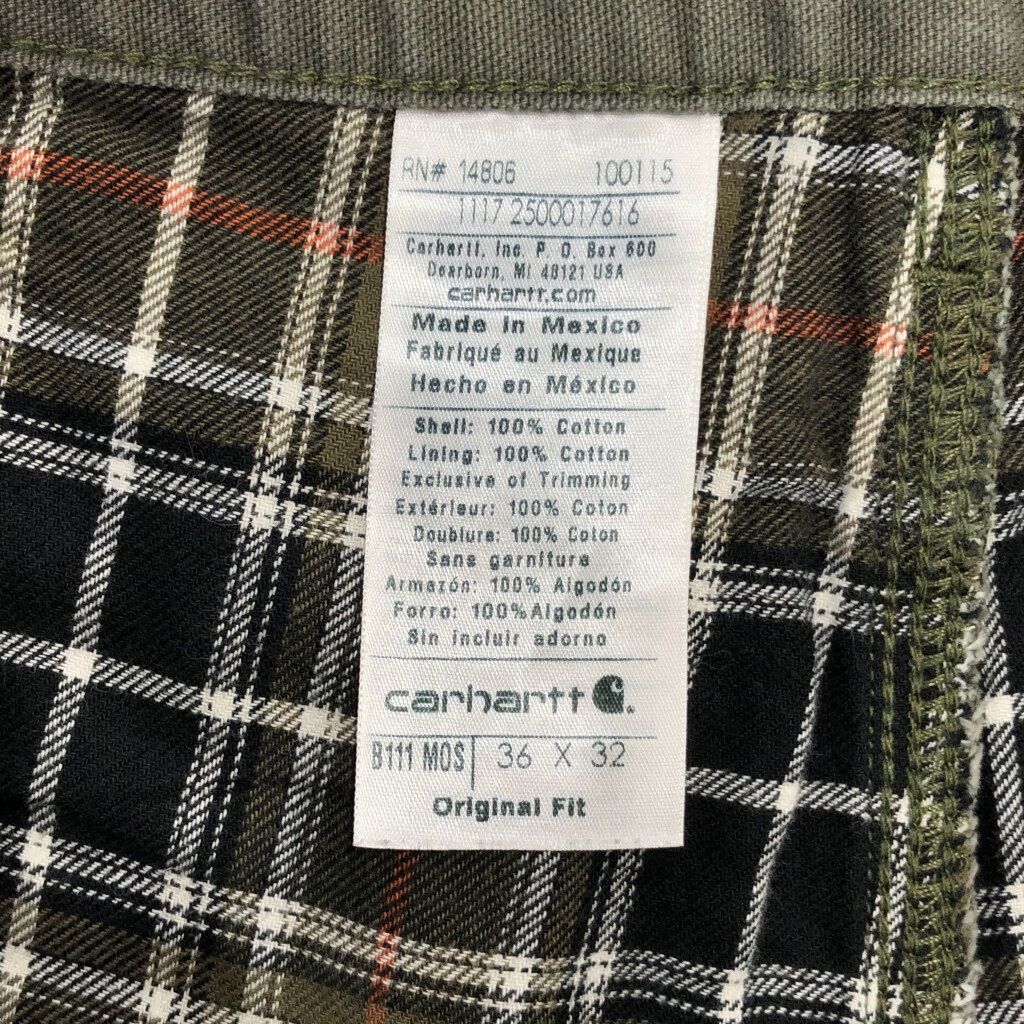 RN# 14806 100115
1117 2500017616
Carhartt, Inc. P. O. Box 600
Dearborn, MI 48121 USA
carhartt.com
Made in Mexico
Fabriqué au Mexique
Hecho en México
Shell: 100% Cotton
Lining: 100% Cotton
Exclusive of Trimming
Extérieur: 100% Coton
Doublure: 100% Coton
Sans garniture
Armazón: 100% Algodón
Forro: 100%Algodón
Sin incluir adorno
carhartt
B111 MOS 36 X 32
Original Fit